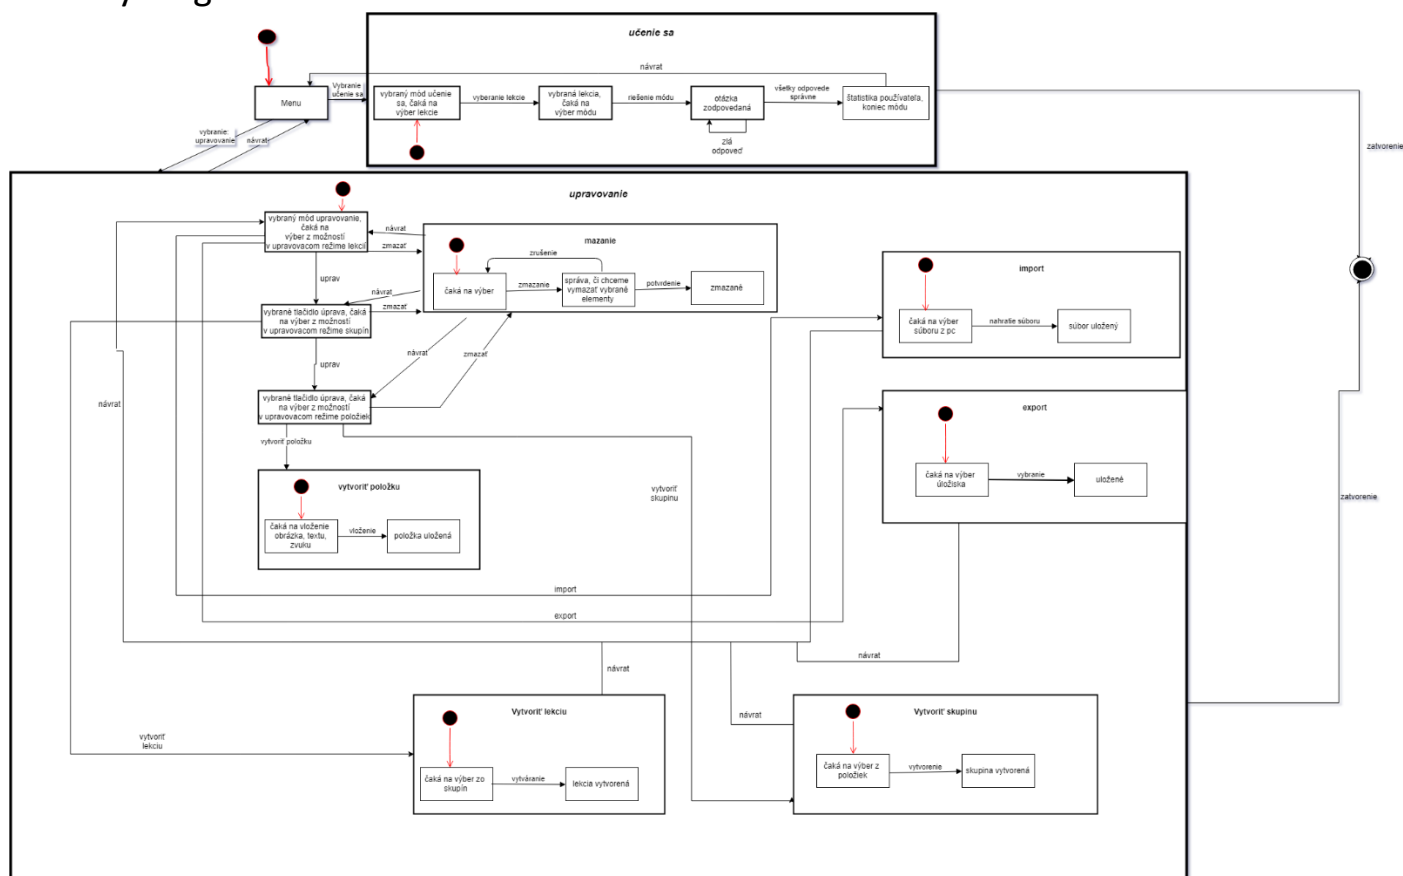 učenie sa
návrat
Menu
Vybranie
učenie sa
vybraný mód učenie
sa, čaká na
výber lekcie
vyberanie lekcie
vybraná lekcia,
čaká na
výber módu
riešenie módu
otázka
zodpovedaná
všetky odpovede
správne
štatistika používateľa,
koniec módu
zlá
odpoveď
vybranie
upravovanie
návrat
zatvorenie
upravovanie
vybraný mód upravovanie,
čaká na
výber z možností
v upravovacom režime lekcií
návrat
zmazať
mazanie
zrušenie
čaká na výber
zmazanie
správa, či chceme
vymazať vybrané
elementy
potvrdenie
zmazané
import
čaká na výber
súboru z pc
nahratie súboru
súbor uložený
uprav
návrat
zmazať
vybrané tlačidlo úprava, čaká
na výber z možností
v upravovacom režime skupín
uprav
návrat
zmazať
vybrané tlačidlo úprava, čaká
na výber z možností
v upravovacom režime položiek
návrat
export
čaká na výber
úložiska
vybranie
uložené
vytvoriť položku
vytvoriť položku
čaká na vloženie
obrázka, textu,
zvuku
vloženie
položka uložená
vytvoriť
skupinu
zatvorenie
import
export
návrat
návrat
návrat
vytvoriť
lekciu
Vytvoriť lekciu
čaká na výber zo
skupín
vytváranie
lekcia vytvorená
Vytvoriť skupinu
čaká na výber z
položiek
vytvorenie
skupina vytvorená